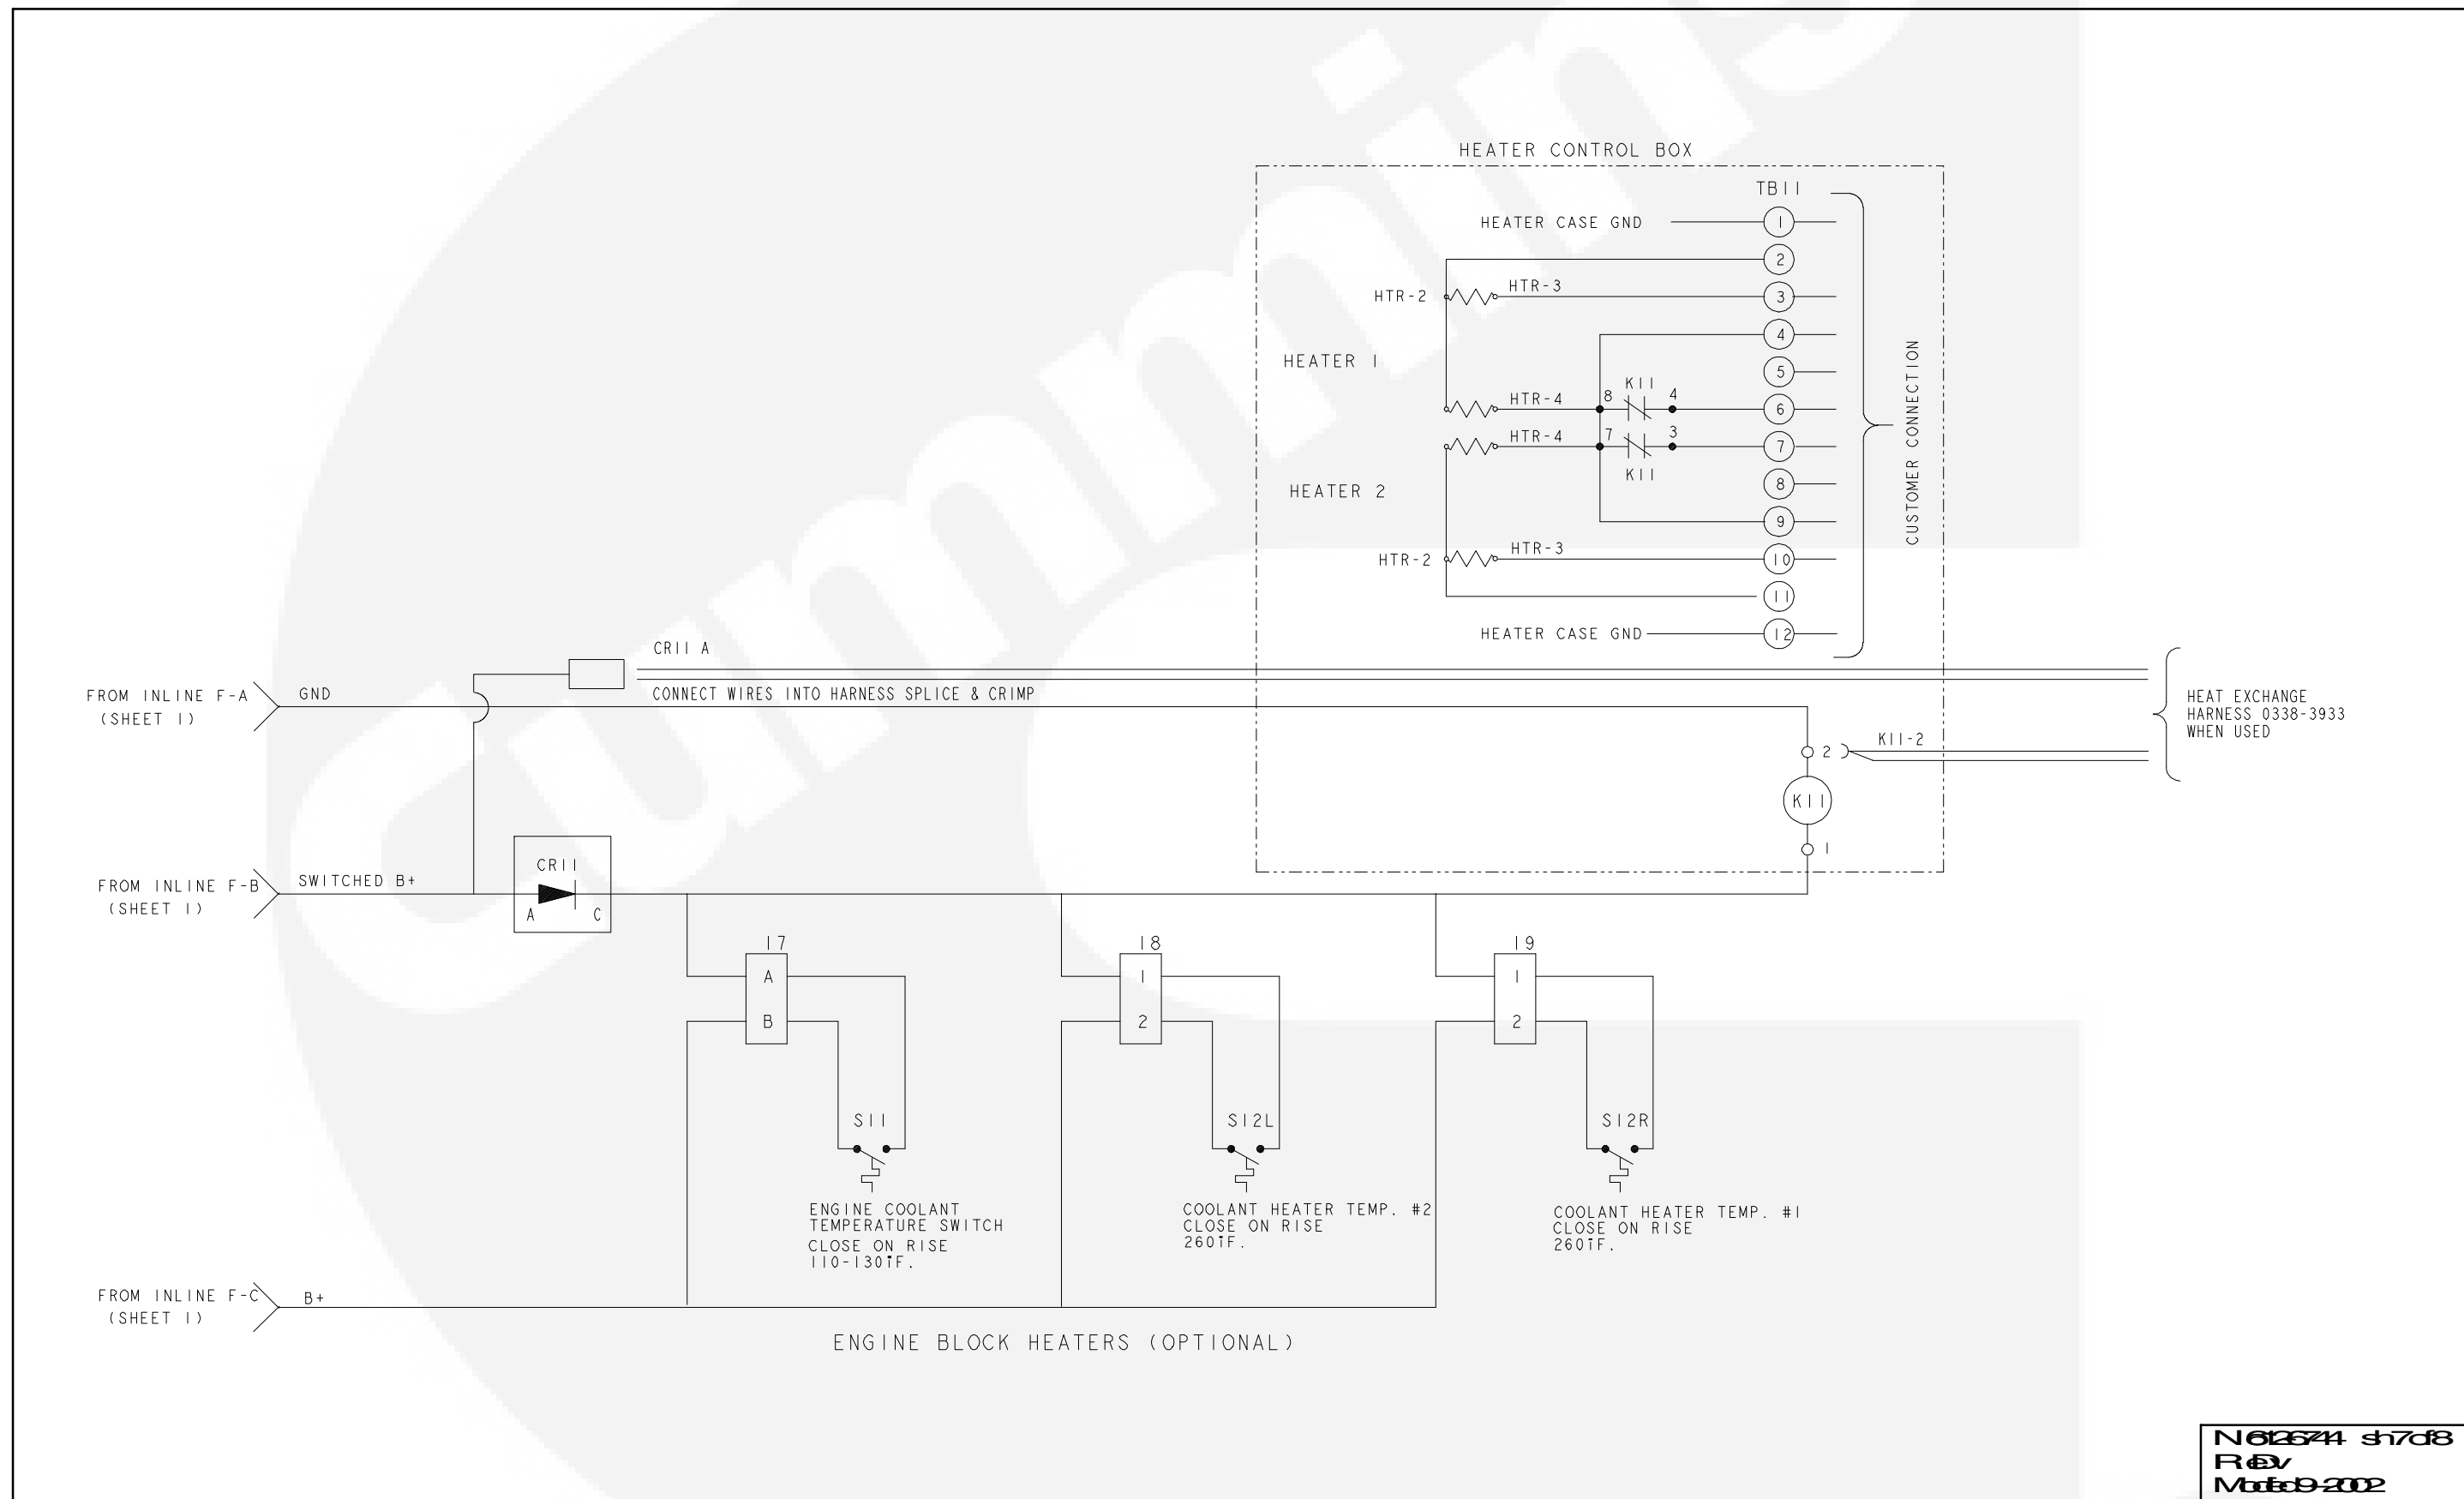 Cumming
HEATER CONTROL BOX
TB11
HEATER CASE GND
1
2
HTR-2
HTR-3
3
4
HEATER 1
5
K11
HTR-4
8
4
6
HTR-4
7
3
7
K11
HEATER 2
8
9
HTR-2
HTR-3
10
11
HEATER CASE GND
12
CUSTOMER CONNECTION
CR11 A
CONNECT WIRES INTO HARNESS SPLICE & CRIMP
FROM INLINE F-A
(SHEET 1)
GND
HEAT EXCHANGE
HARNESS 0338-3933
WHEN USED
2
K11-2
K11
1
FROM INLINE F-B
(SHEET 1)
SWITCHED B+
CR11
A
C
17
A
B
18
1
2
19
1
2
S11
S12L
S12R
ENGINE COOLANT
TEMPERATURE SWITCH
CLOSE ON RISE
110-130°F.
COOLANT HEATER TEMP. #2
CLOSE ON RISE
260°F.
COOLANT HEATER TEMP. #1
CLOSE ON RISE
260°F.
FROM INLINE F-C
(SHEET 1)
B+
ENGINE BLOCK HEATERS (OPTIONAL)